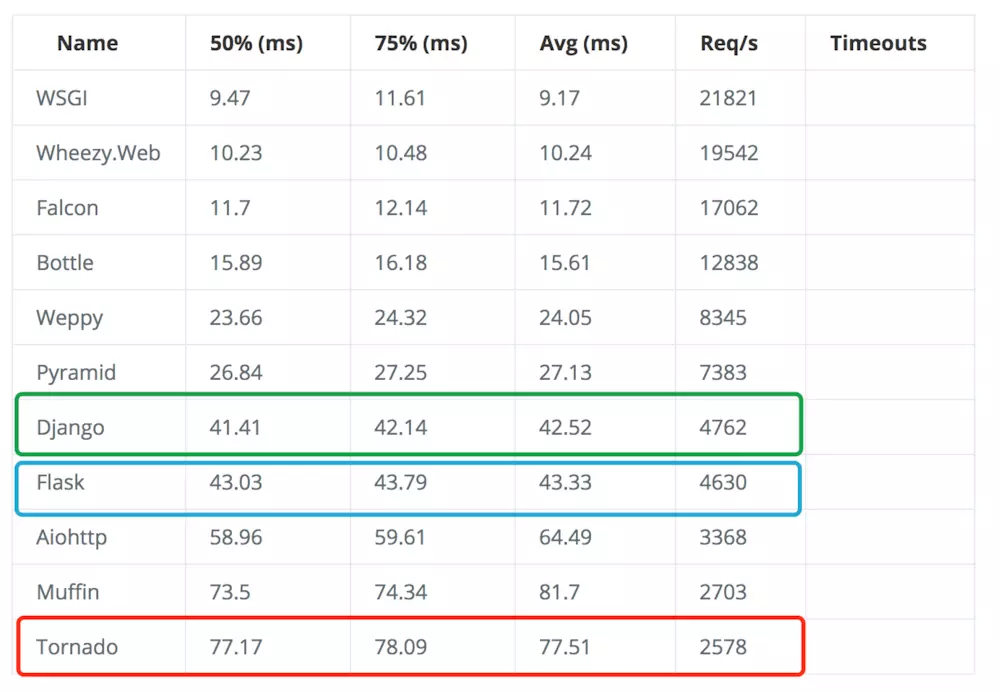 Name 50% (ms) 75% (ms) Avg (ms) Req/s Timeouts
WSGI 9.47 11.61 9.17 21821
Wheezy.Web 10.23 10.48 10.24 19542
Falcon 11.7 12.14 11.72 17062
Bottle 15.89 16.18 15.61 12838
Weppy 23.66 24.32 24.05 8345
Pyramid 26.84 27.25 27.13 7383
Django 41.41 42.14 42.52 4762
Flask 43.03 43.79 43.33 4630
Aiohttp 58.96 59.61 64.49 3368
Muffin 73.5 74.34 81.7 2703
Tornado 77.17 78.09 77.51 2578